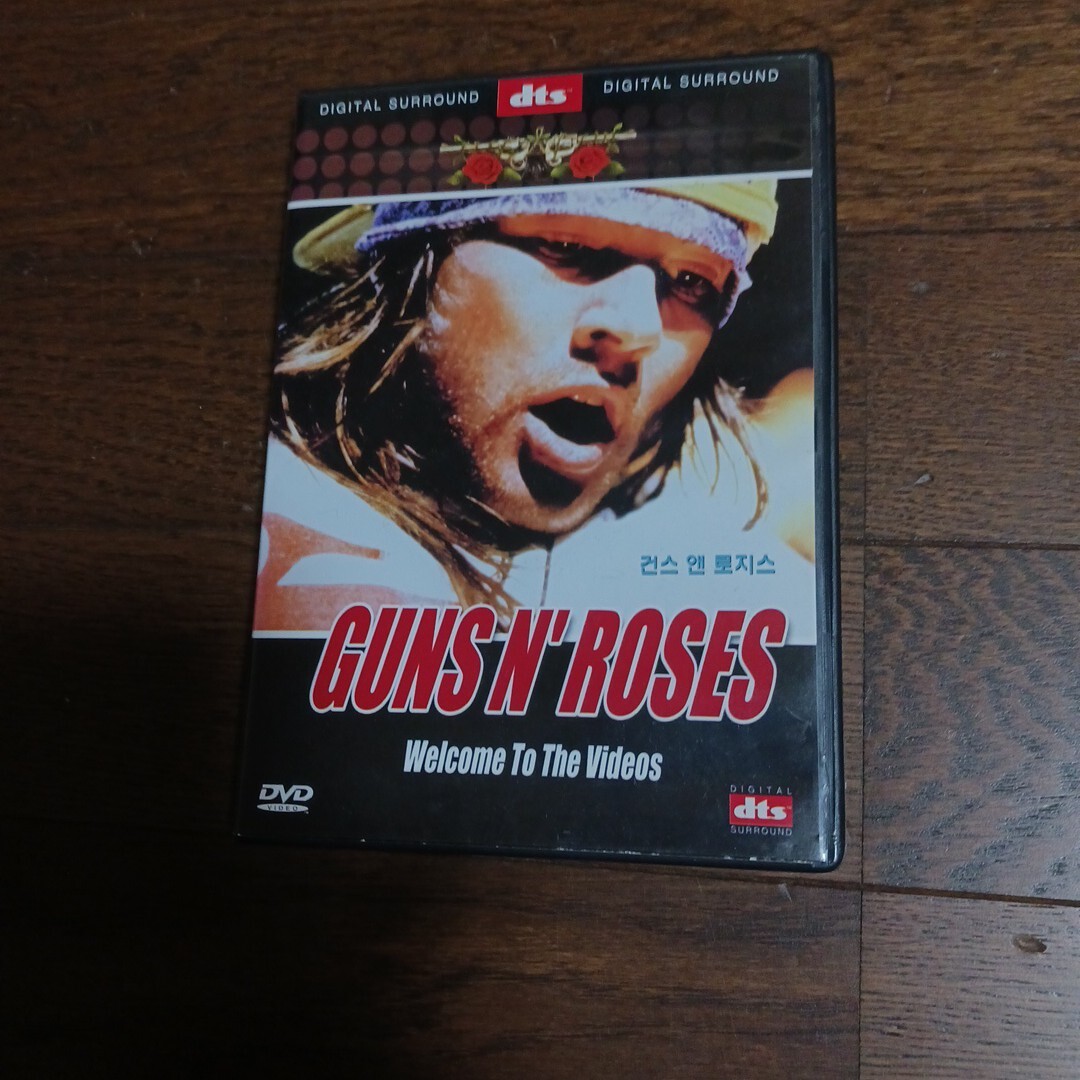 DIGITAL SURROUND dts DIGITAL SURROUND
건스 앤 로지스
GUNS N' ROSES
Welcome To The Videos
DVD
VIDEO
DIGITAL
dts
SURROUND